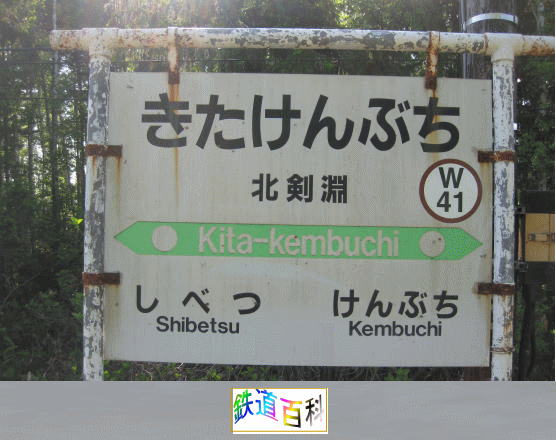 きたけんぶち
北剣淵
W
41
Kita-kembuchi
しべつ けんぶち
Shibetsu Kembuchi
鉄道百科